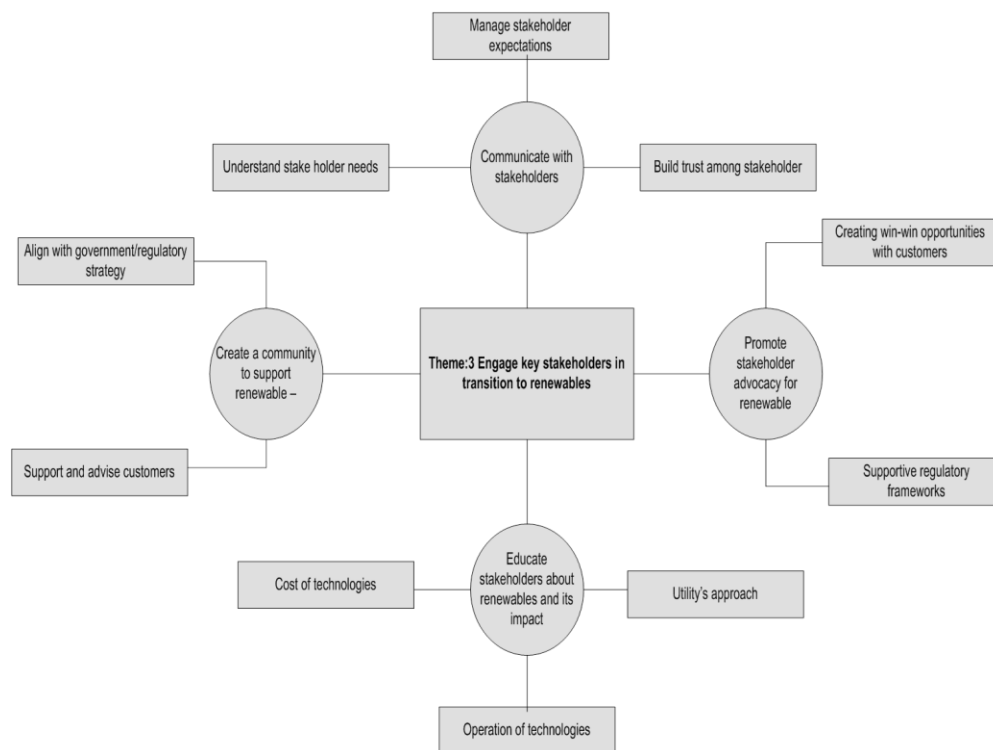 Manage stakeholder
expectations
Understand stake holder needs
Communicate with
stakeholders
Build trust among stakeholder
Align with government/regulatory
strategy
Creating win-win opportunities
with customers
Create a community
to support
renewable –
Theme:3 Engage key stakeholders in
transition to renewables
Promote
stakeholder
advocacy for
renewable
Support and advise customers
Supportive regulatory
frameworks
Cost of technologies
Educate
stakeholders about
renewables and its
impact
Utility's approach
Operation of technologies